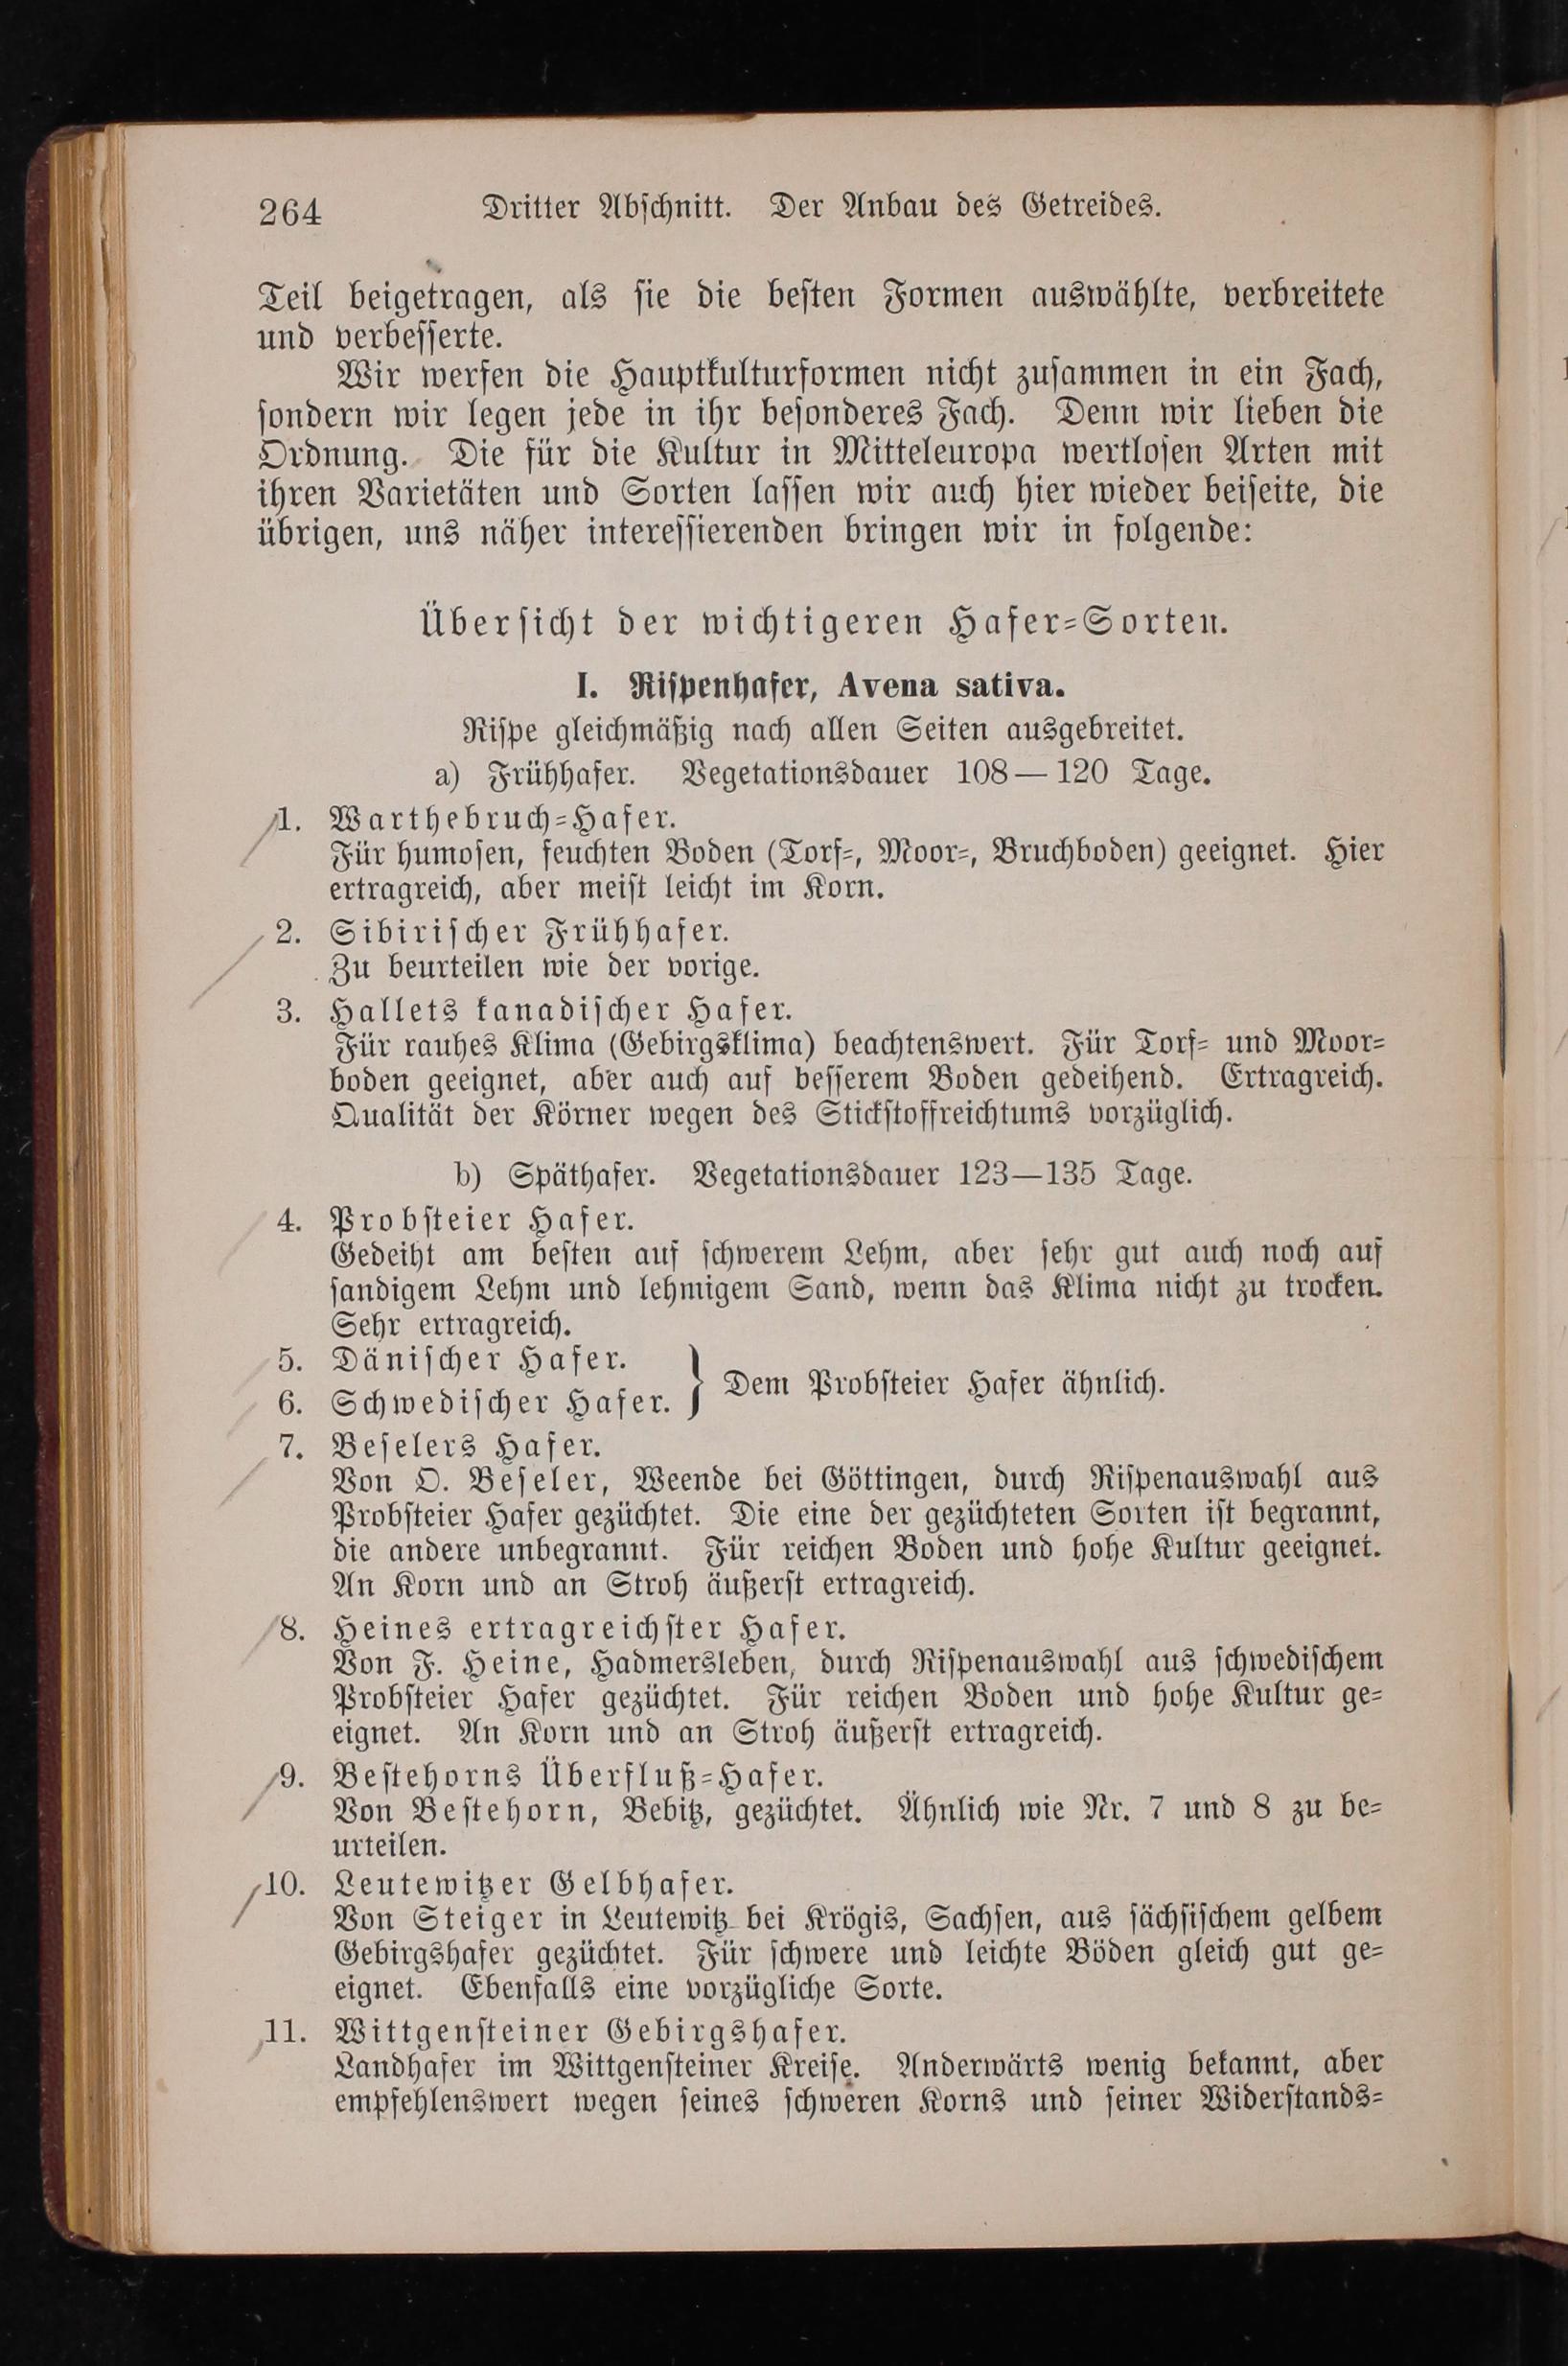 264 Dritter Abschnitt. Der Anbau des Getreides.
Teil beigetragen, als sie die besten Formen auswählte, verbreitete
und verbesserte.
Wir werfen die Hauptkulturformen nicht zusammen in ein Fach,
sondern wir legen jede in ihr besonderes Fach. Denn wir lieben die
Ordnung. Die für die Kultur in Mitteleuropa wertlosen Arten mit
ihren Varietäten und Sorten lassen wir auch hier wieder beiseite, die
übrigen, uns näher interessierenden bringen wir in folgende:
Übersicht der wichtigeren Hafer-Sorten.
I. Rispenhafer, Avena sativa.
Rispe gleichmäßig nach allen Seiten ausgebreitet.
a) Frühhafer. Vegetationsdauer 108—120 Tage.
1. Warthebruch-Hafer.
Für humosen, feuchten Boden (Torf-, Moor-, Bruchboden) geeignet. Hier
ertragreich, aber meist leicht im Korn.
2. Sibirischer Frühhafer.
Zu beurteilen wie der vorige.
3. Hallets kanadischer Hafer.
Für rauhes Klima (Gebirgsklima) beachtenswert. Für Torf- und Moor-
boden geeignet, aber auch auf besserem Boden gedeihend. Ertragreich.
Qualität der Körner wegen des Stickstoffreichtums vorzüglich.
b) Späthafer. Vegetationsdauer 123—135 Tage.
4. Probsteier Hafer.
Gedeiht am besten auf schwerem Lehm, aber sehr gut auch noch auf
sandigem Lehm und lehmigem Sand, wenn das Klima nicht zu trocken.
Sehr ertragreich.
5. Dänischer Hafer.
6. Schwedischer Hafer. } Dem Probsteier Hafer ähnlich.
7. Beselers Hafer.
Von O. Beseler, Weende bei Göttingen, durch Rispenauswahl aus
Probsteier Hafer gezüchtet. Die eine der gezüchteten Sorten ist begrannt,
die andere unbegrannt. Für reichen Boden und hohe Kultur geeignet.
An Korn und an Stroh äußerst ertragreich.
8. Heines ertragreichster Hafer.
Von F. Heine, Hadmersleben, durch Rispenauswahl aus schwedischem
Probsteier Hafer gezüchtet. Für reichen Boden und hohe Kultur ge-
eignet. An Korn und an Stroh äußerst ertragreich.
9. Bestehorns Überfluß-Hafer.
Von Bestehorn, Bebitz, gezüchtet. Ähnlich wie Nr. 7 und 8 zu be-
urteilen.
10. Leutewitzer Gelbhafer.
Von Steiger in Leutewitz bei Krögis, Sachsen, aus sächsischem gelbem
Gebirgshafer gezüchtet. Für schwere und leichte Böden gleich gut ge-
eignet. Ebenfalls eine vorzügliche Sorte.
11. Wittgensteiner Gebirgshafer.
Landhafer im Wittgensteiner Kreise. Anderwärts wenig bekannt, aber
empfehlenswert wegen seines schweren Korns und seiner Widerstands-